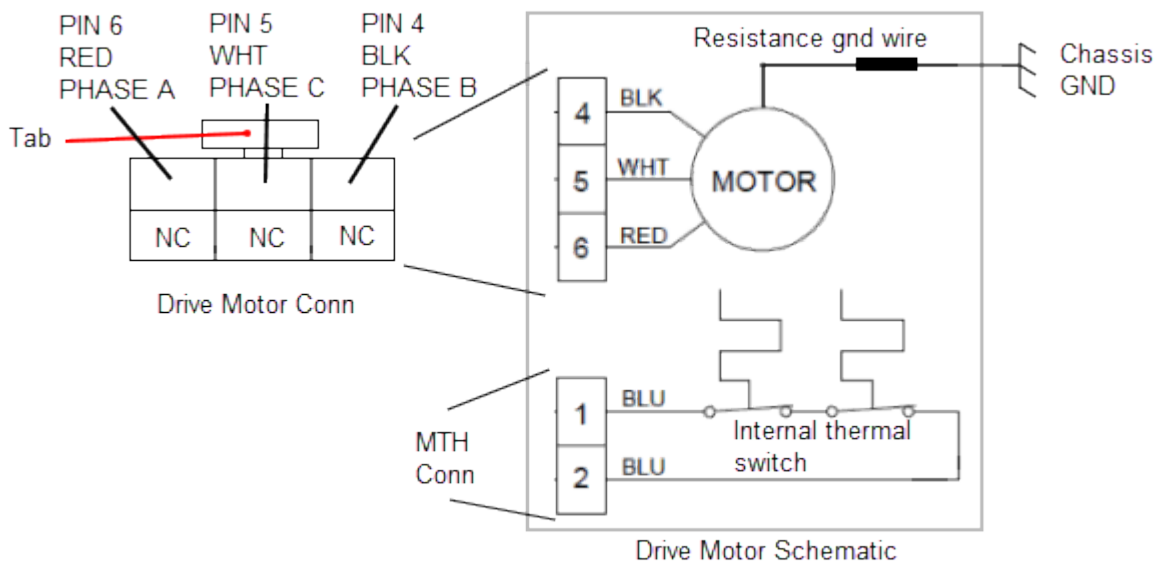 PIN 6
RED
PHASE A
PIN 5
WHT
PHASE C
PIN 4
BLK
PHASE B
Tab
NC
NC
NC
Drive Motor Conn
Resistance gnd wire
Chassis
GND
4
BLK
5
WHT
6
RED
MOTOR
MTH
Conn
1
BLU
2
BLU
Internal thermal
switch
Drive Motor Schematic